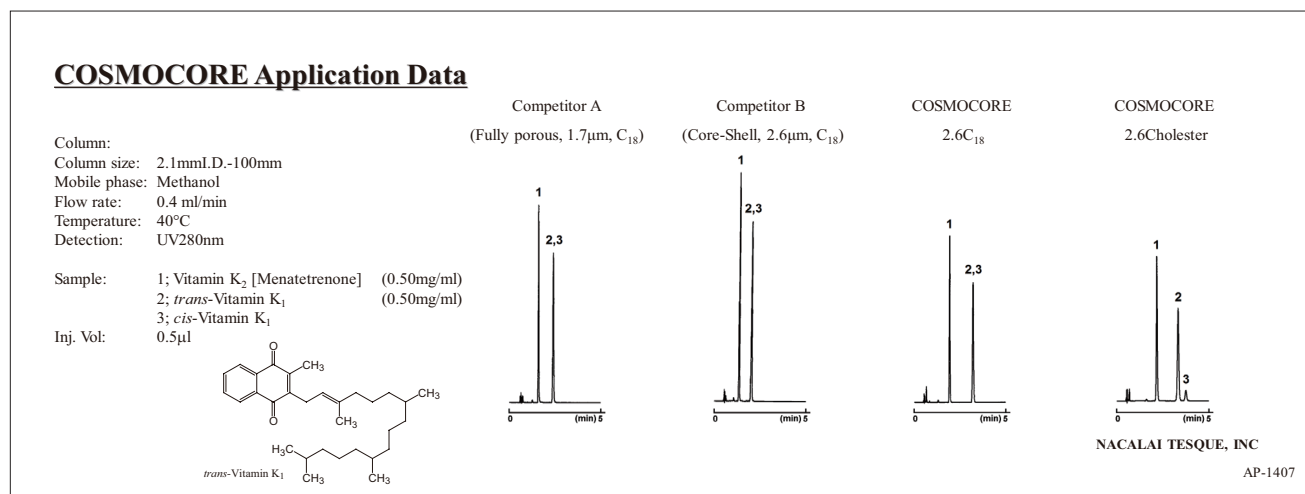 COSMOCORE Application Data
Column:
Column size: 2.1mmI.D.-100mm
Mobile phase: Methanol
Flow rate: 0.4 ml/min
Temperature: 40°C
Detection: UV280nm
Sample: 1; Vitamin K₂ [Menatetrenone] (0.50mg/ml)
2; trans-Vitamin K₁ (0.50mg/ml)
3; cis-Vitamin K₁
Inj. Vol: 0.5μl
O
CH₃
O
CH₃
CH₃
H₃C
CH₃
CH₃
trans-Vitamin K₁
Competitor A
(Fully porous, 1.7μm, C₁₈)
1
2,3
0 (min) 5
Competitor B
(Core-Shell, 2.6μm, C₁₈)
1
2,3
0 (min) 5
COSMOCORE
2.6C₁₈
1
2,3
0 (min) 5
COSMOCORE
2.6Cholester
1
2
3
0 (min) 5
NACALAI TESQUE, INC
AP-1407